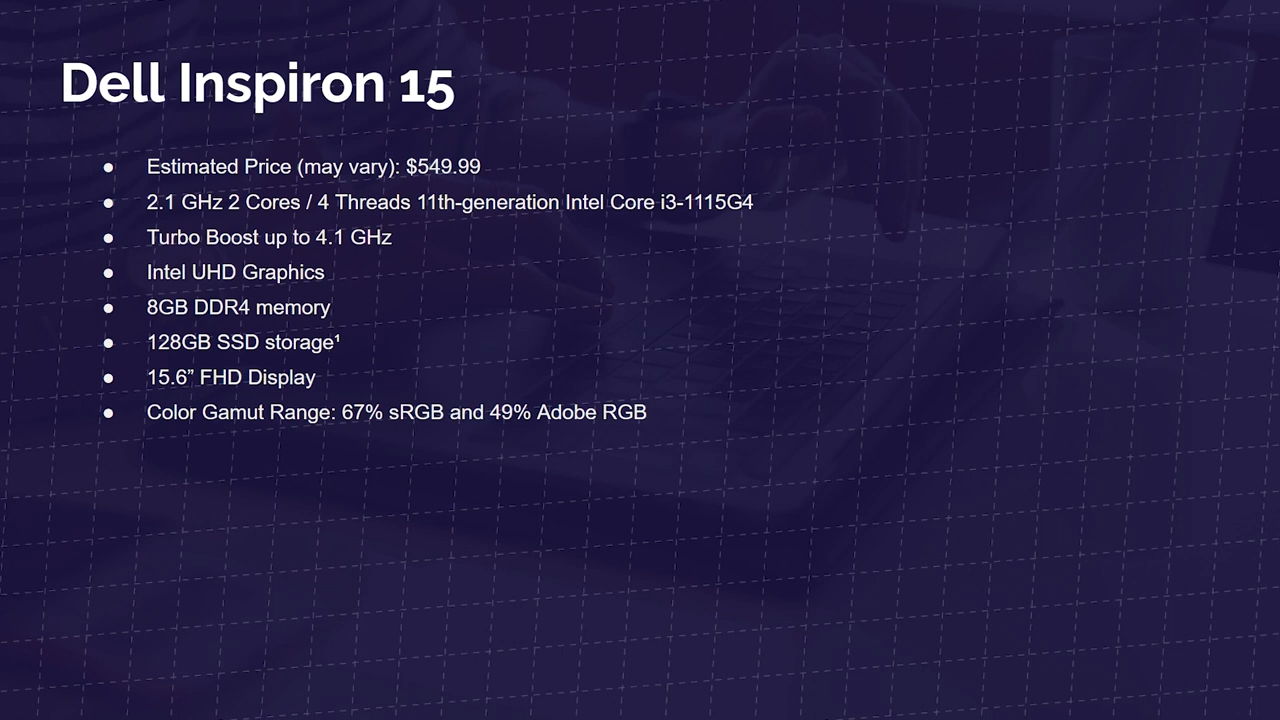 Dell Inspiron 15
● Estimated Price (may vary): $549.99
● 2.1 GHz 2 Cores / 4 Threads 11th-generation Intel Core i3-1115G4
● Turbo Boost up to 4.1 GHz
● Intel UHD Graphics
● 8GB DDR4 memory
● 128GB SSD storage¹
● 15.6” FHD Display
● Color Gamut Range: 67% sRGB and 49% Adobe RGB